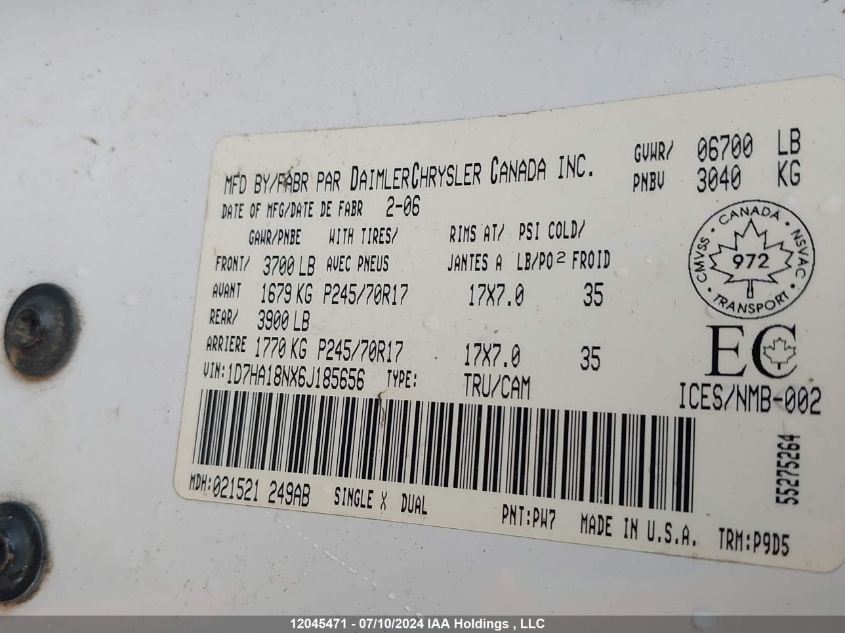 MFD BY/FABR PAR DAIMLERCHRYSLER CANADA INC.
GVWR/ 06700 LB
PNBV 3040 KG
DATE OF MFG/DATE DE FABR 2-06
GAWR/PNBE WITH TIRES/ RIMS AT/ PSI COLD/
FRONT/ 3700 LB AVEC PNEUS JANTES A LB/PO² FROID
AVANT 1679 KG P245/70R17 17X7.0 35
REAR/ 3900 LB
ARRIERE 1770 KG P245/70R17 17X7.0 35
VIN:1D7HA18NX6J185656 TYPE: TRU/CAM
CANADA
CMVSS 972 NSVAC
TRANSPORT
EC
ICES/NMB-002
55275264
MDH:021521 249AB SINGLE X DUAL
PNT:PW7 MADE IN U.S.A. TRM:P9D5
12045471 - 07/10/2024 IAA Holdings , LLC